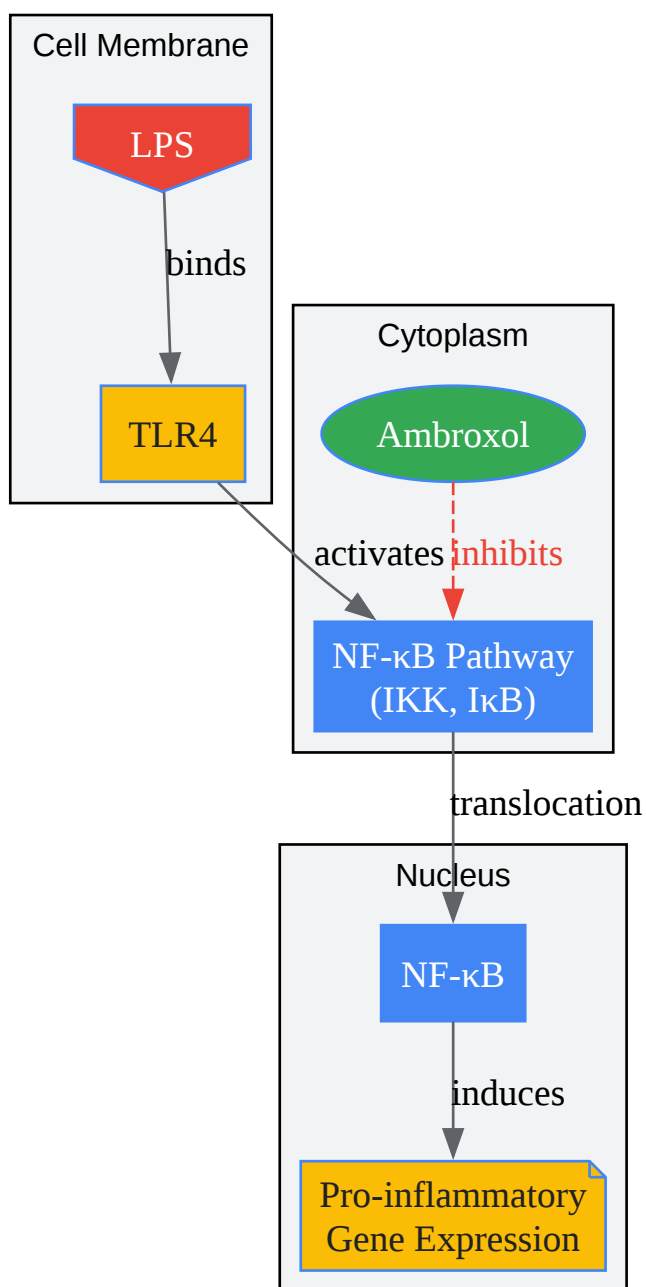 Cell Membrane
LPS
binds
TLR4
Cytoplasm
Ambroxol
activates
inhibits
NF-κB Pathway
(IKK, IκB)
translocation
Nucleus
NF-κB
induces
Pro-inflammatory
Gene Expression